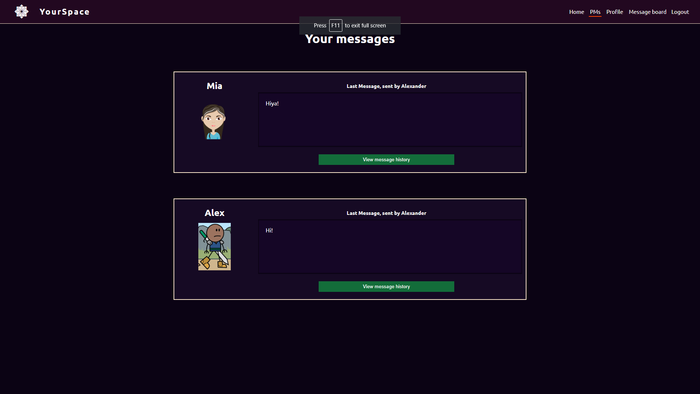 YourSpace
Home PMs Profile Message board Logout
Press F11 to exit full screen
Your messages
Mia
Last Message, sent by Alexander
Hiya!
View message history
Alex
Last Message, sent by Alexander
Hi!
View message history